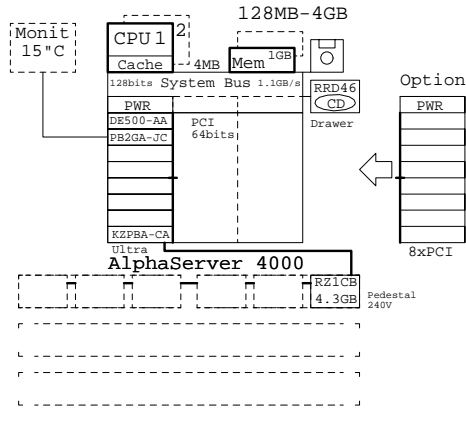 128MB-4GB
Monit
15"C
CPU 1
2
Cache
4MB
Mem
1GB
128bits System Bus 1.1GB/s
RRD46
CD
Drawer
Option
PWR
PWR
DE500-AA
PB2GA-JC
PCI
64bits
KZPBA-CA
Ultra
8xPCI
AlphaServer 4000
RZ1CB
4.3GB
Pedestal
240V